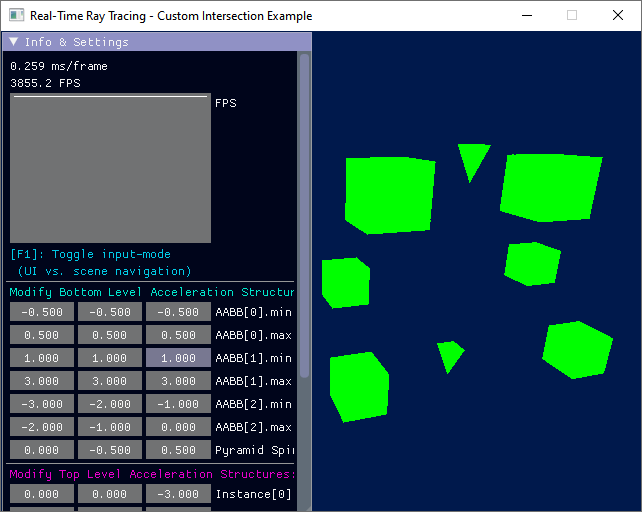 Real-Time Ray Tracing - Custom Intersection Example
Info & Settings
0.259 ms/frame
3855.2 FPS
FPS
[F1]: Toggle input-mode
(UI vs. scene navigation)
Modify Bottom Level Acceleration Structur
-0.500 -0.500 -0.500 AABB[0].min
0.500 0.500 0.500 AABB[0].max
1.000 1.000 1.000 AABB[1].min
3.000 3.000 3.000 AABB[1].max
-3.000 -2.000 -1.000 AABB[2].min
-2.000 -1.000 0.000 AABB[2].max
0.000 -0.500 0.500 Pyramid Spi
Modify Top Level Acceleration Structures:
0.000 0.000 -3.000 Instance[0]